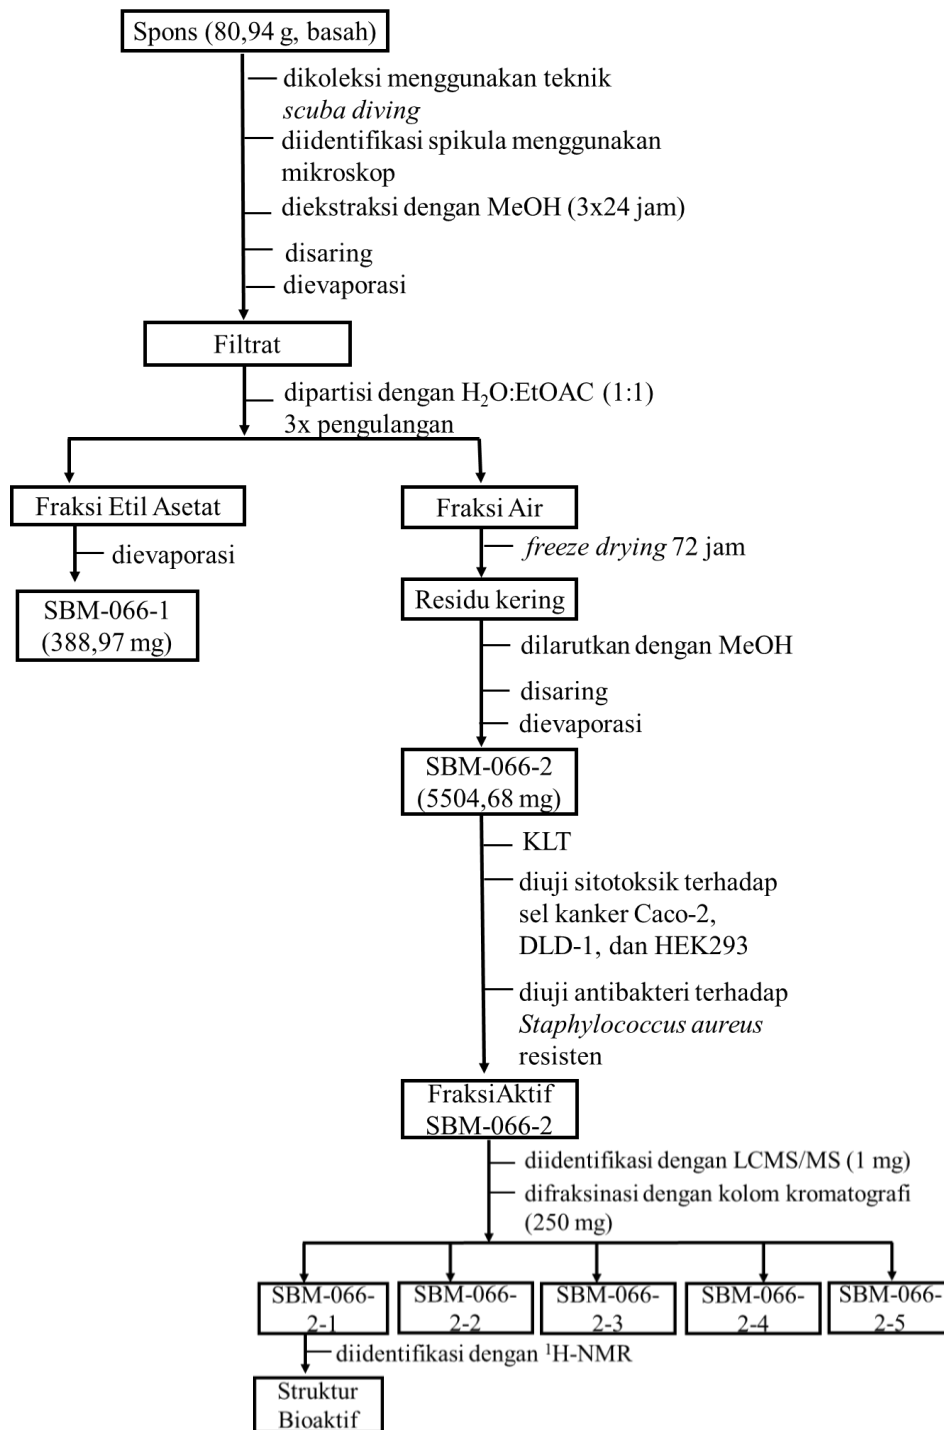 Spons (80,94 g, basah)
dikoleksi menggunakan teknik
scuba diving
diidentifikasi spikula menggunakan
mikroskop
diekstraksi dengan MeOH (3x24 jam)
disaring
dievaporasi
Filtrat
dipartisi dengan H₂O:EtOAC (1:1)
3x pengulangan
Fraksi Etil Asetat
Fraksi Air
dievaporasi
freeze drying 72 jam
SBM-066-1
(388,97 mg)
Residu kering
dilarutkan dengan MeOH
disaring
dievaporasi
SBM-066-2
(5504,68 mg)
KLT
diuji sitotoksik terhadap
sel kanker Caco-2,
DLD-1, dan HEK293
diuji antibakteri terhadap
Staphylococcus aureus
resisten
FraksiAktif
SBM-066-2
diidentifikasi dengan LCMS/MS (1 mg)
difraksinasi dengan kolom kromatografi
(250 mg)
SBM-066-
2-1
SBM-066-
2-2
SBM-066-
2-3
SBM-066-
2-4
SBM-066-
2-5
diidentifikasi dengan ¹H-NMR
Struktur
Bioaktif